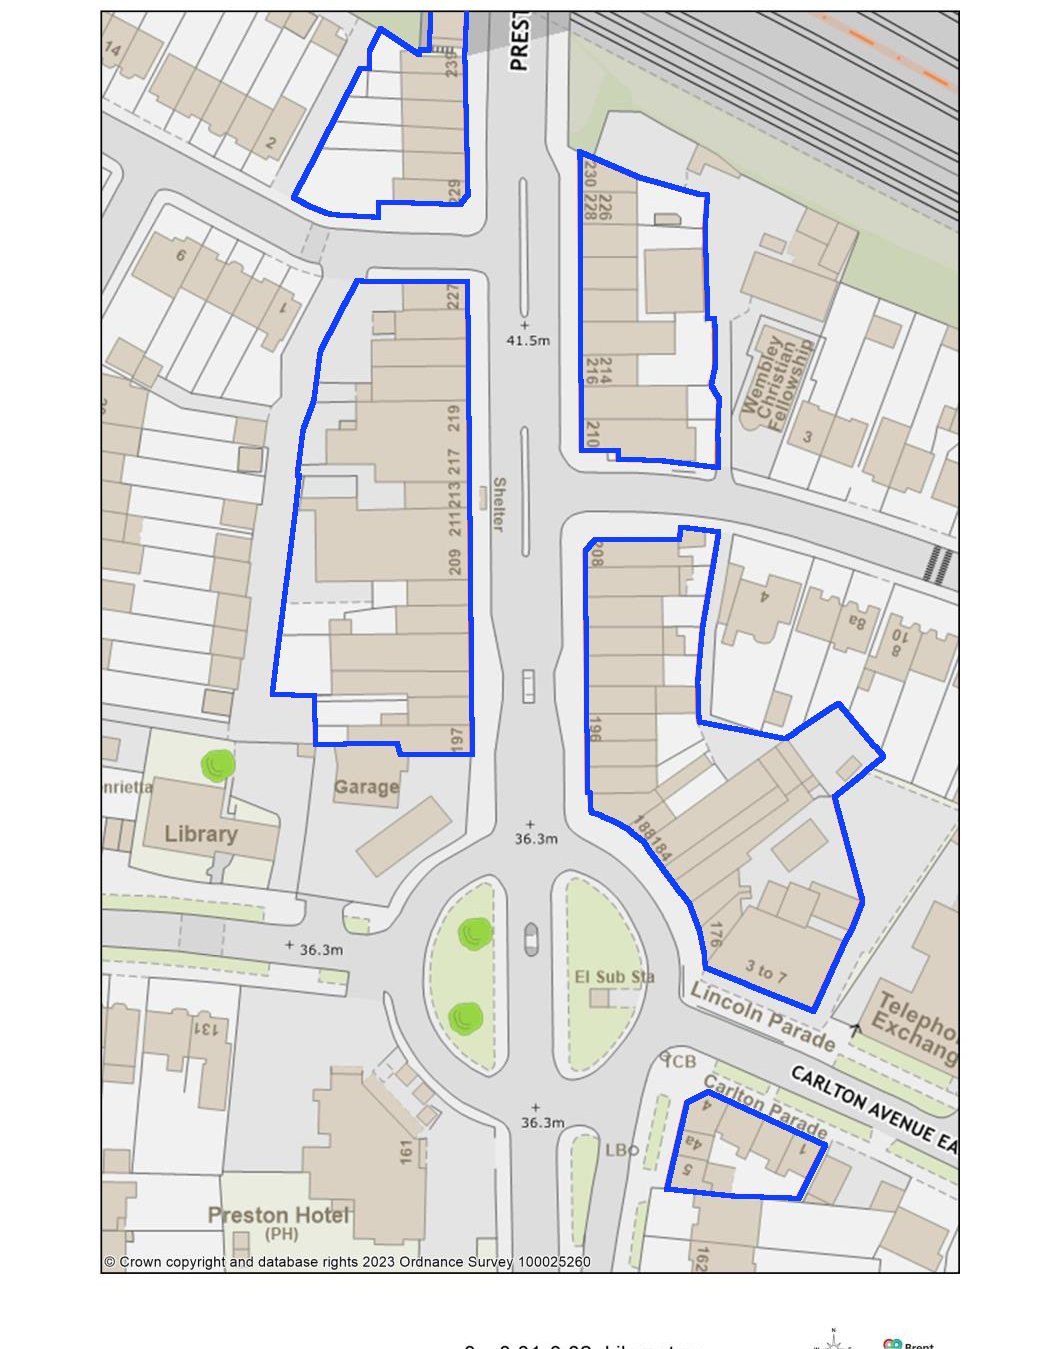 PREST
14
239
2
229
230
228
226
6
1
227
41.5m
214
216
Wembley
Christian
Fellowship
219
210
3
217
Shelter
213
211
209
208
4
8a
10
8
196
197
Garage
Library
188
184
36.3m
36.3m
176
El Sub Sta
3 to 7
Lincoln Parade
131
TCB
CARLTON AVENUE EA
Carlton Parade
36.3m
4
4a
5
1
LBo
161
Preston Hotel
(PH)
162
© Crown copyright and database rights 2023 Ordnance Survey 100025260
N
Brent